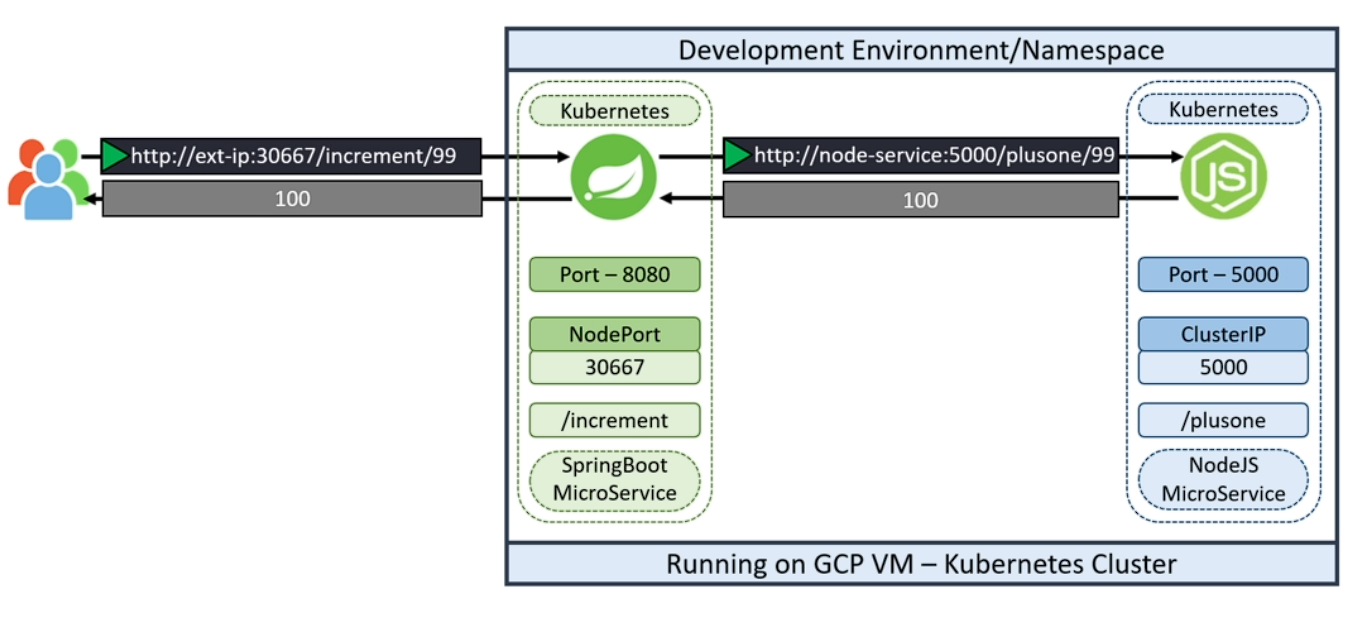 Development Environment/Namespace
Kubernetes
Kubernetes
http://ext-ip:30667/increment/99
http://node-service:5000/plusone/99
100
100
JS
Port – 8080
Port – 5000
NodePort
30667
ClusterIP
5000
/increment
/plusone
SpringBoot
MicroService
NodeJS
MicroService
Running on GCP VM – Kubernetes Cluster